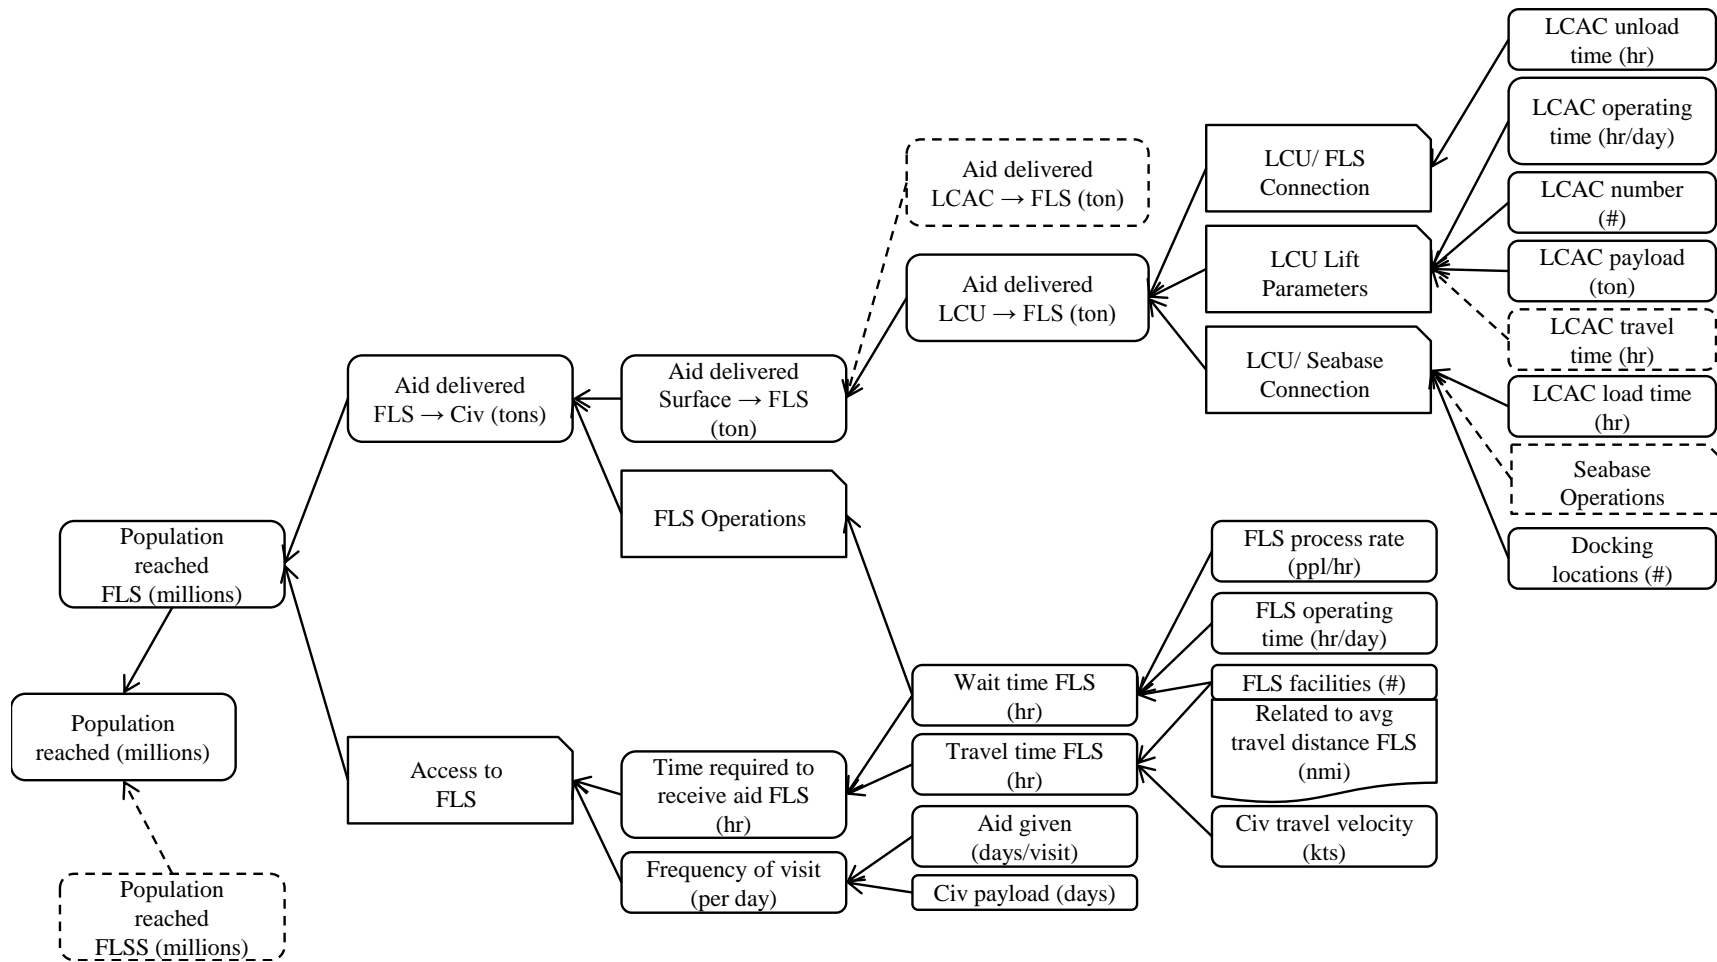 LCAC unload
time (hr)
LCAC operating
time (hr/day)
LCAC number
(#)
LCAC payload
(ton)
LCAC travel
time (hr)
LCAC load time
(hr)
Seabase
Operations
Docking
locations (#)
LCU/ FLS
Connection
LCU Lift
Parameters
LCU/ Seabase
Connection
Aid delivered
LCAC → FLS (ton)
Aid delivered
LCU → FLS (ton)
Aid delivered
Surface → FLS
(ton)
Aid delivered
FLS → Civ (tons)
FLS Operations
Population
reached
FLS (millions)
Population
reached (millions)
Population
reached
FLSS (millions)
Access to
FLS
Time required to
receive aid FLS
(hr)
Frequency of visit
(per day)
Wait time FLS
(hr)
Travel time FLS
(hr)
Aid given
(days/visit)
Civ payload (days)
FLS process rate
(ppl/hr)
FLS operating
time (hr/day)
FLS facilities (#)
Related to avg
travel distance FLS
(nmi)
Civ travel velocity
(kts)